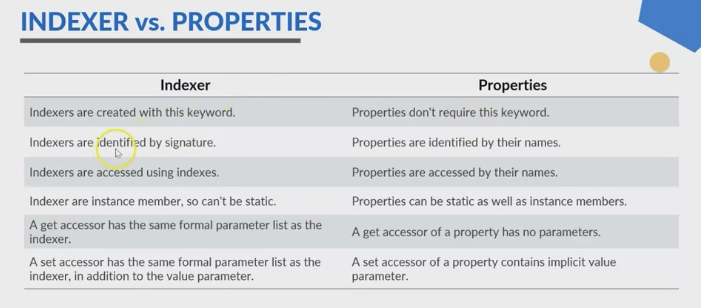 INDEXER vs. PROPERTIES
Indexer Properties
Indexers are created with this keyword. Properties don't require this keyword.
Indexers are identified by signature. Properties are identified by their names.
Indexers are accessed using indexes. Properties are accessed by their names.
Indexer are instance member, so can't be static. Properties can be static as well as instance members.
A get accessor has the same formal parameter list as the
indexer. A get accessor of a property has no parameters.
A set accessor has the same formal parameter list as the
indexer, in addition to the value parameter.
A set accessor of a property contains implicit value
parameter.